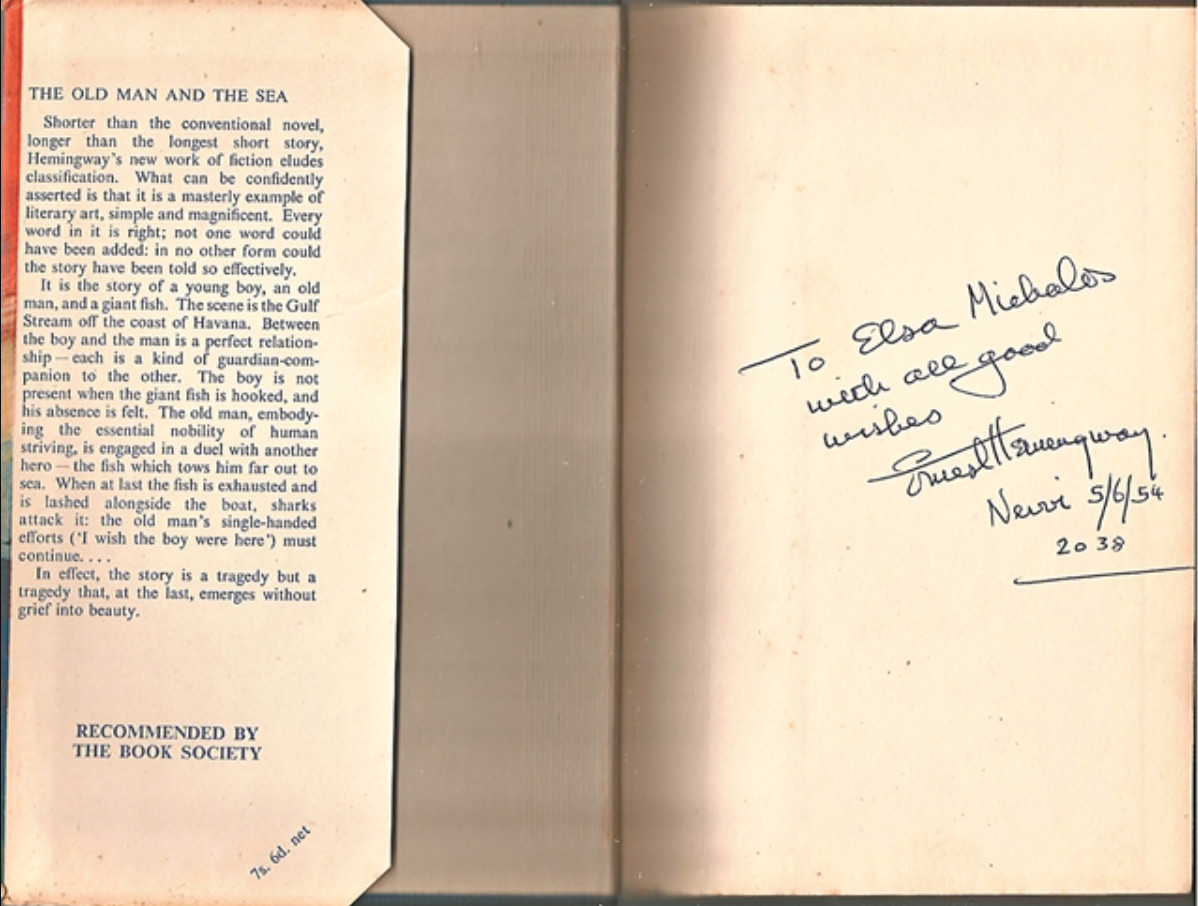 THE OLD MAN AND THE SEA
Shorter than the conventional novel,
longer than the longest short story,
Hemingway's new work of fiction eludes
classification. What can be confidently
asserted is that it is a masterly example of
literary art, simple and magnificent. Every
word in it is right; not one word could
have been added: in no other form could
the story have been told so effectively.
It is the story of a young boy, an old
man, and a giant fish. The scene is the Gulf
Stream off the coast of Havana. Between
the boy and the man is a perfect relation-
ship — each is a kind of guardian-com-
panion to the other. The boy is not
present when the giant fish is hooked, and
his absence is felt. The old man, embody-
ing the essential nobility of human
striving, is engaged in a duel with another
hero — the fish which tows him far out to
sea. When at last the fish is exhausted and
is lashed alongside the boat, sharks
attack it: the old man's single-handed
efforts ('I wish the boy were here') must
continue....
In effect, the story is a tragedy but a
tragedy that, at the last, emerges without
grief into beauty.
RECOMMENDED BY
THE BOOK SOCIETY
7s. 6d. net
To Elsa Michalos
with all good
wishes
Ernest Hemingway.
Nervi 5/6/54
2038